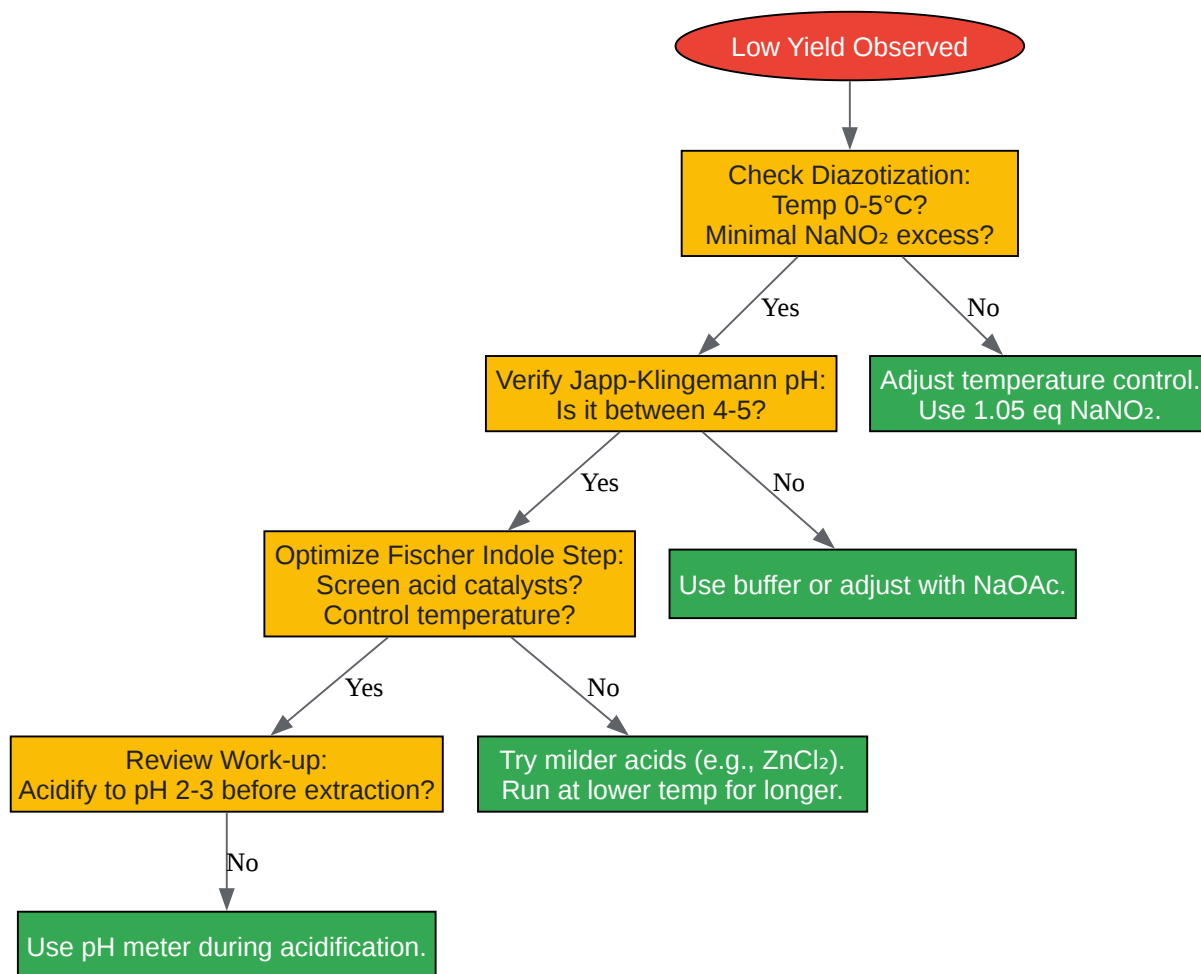 Low Yield Observed
Check Diazotization:
Temp 0-5°C?
Minimal NaNO₂ excess?
Yes
No
Verify Japp-Klingemann pH:
Is it between 4-5?
Adjust temperature control.
Use 1.05 eq NaNO₂.
Yes
No
Optimize Fischer Indole Step:
Screen acid catalysts?
Control temperature?
Use buffer or adjust with NaOAc.
Yes
No
Review Work-up:
Acidify to pH 2-3 before extraction?
Try milder acids (e.g., ZnCl₂).
Run at lower temp for longer.
No
Use pH meter during acidification.